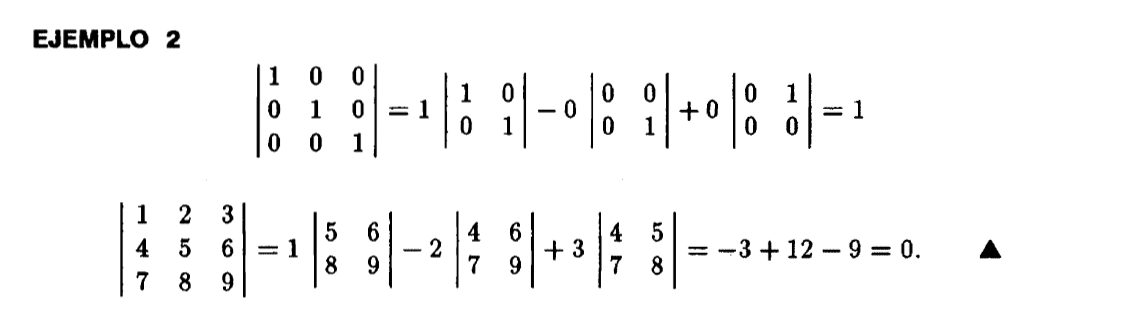 EJEMPLO 2
| 1 0 0 |
| 0 1 0 | = 1 | 1 0 ; 0 1 | − 0 | 0 0 ; 0 1 | + 0 | 0 1 ; 0 0 | = 1
| 0 0 1 |
| 1 2 3 |
| 4 5 6 | = 1 | 5 6 ; 8 9 | − 2 | 4 6 ; 7 9 | + 3 | 4 5 ; 7 8 | = −3 + 12 − 9 = 0. ▲
| 7 8 9 |